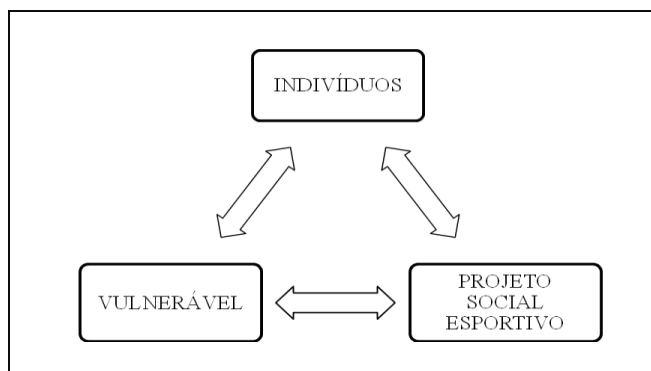 INDIVÍDUOS
VULNERÁVEL
PROJETO
SOCIAL
ESPORTIVO